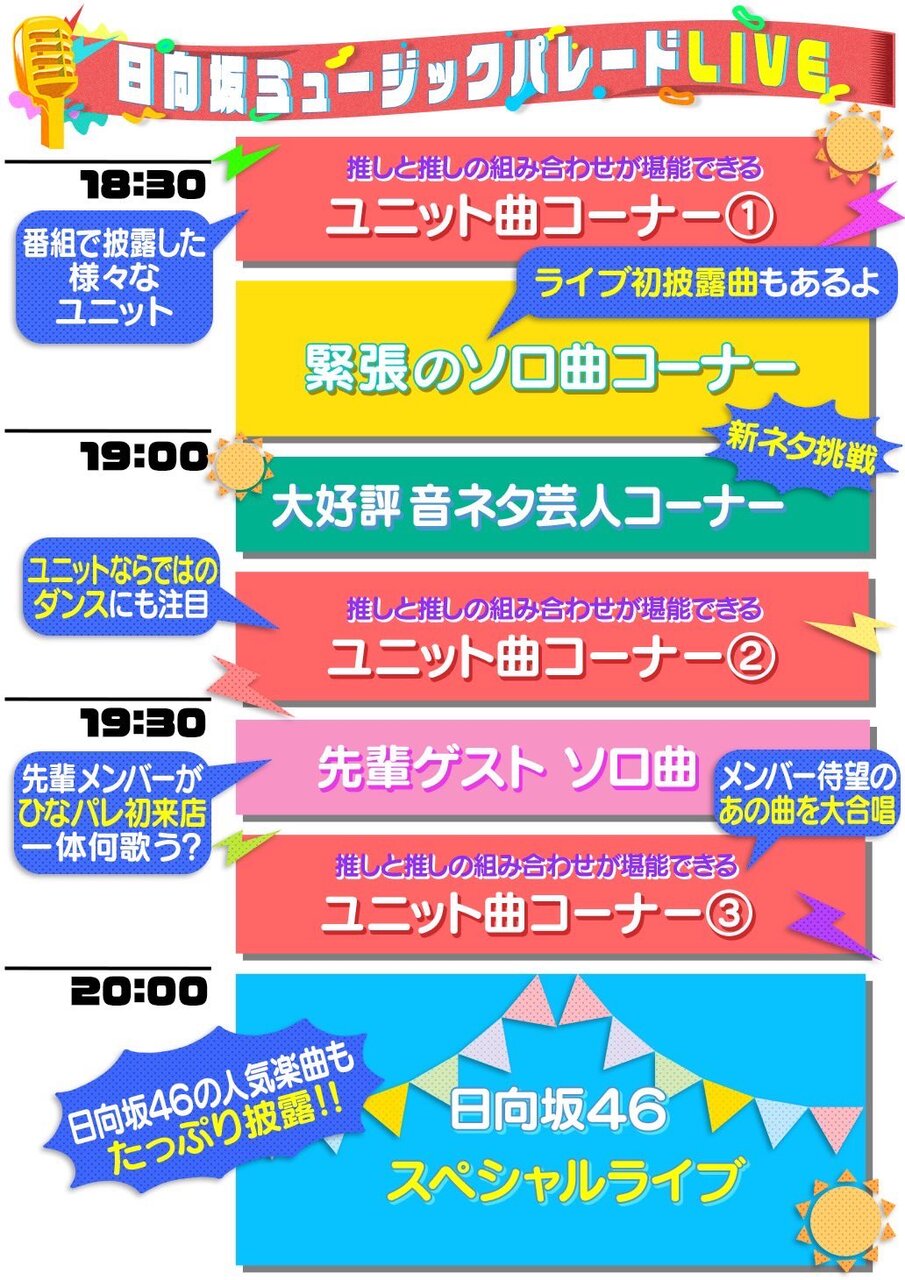 日向坂ミュージックパレードLIVE
18:30
推しと推しの組み合わせが堪能できる
ユニット曲コーナー①
番組で披露した
様々な
ユニット
ライブ初披露曲もあるよ
緊張のソロ曲コーナー
19:00
新ネタ挑戦
大好評 音ネタ芸人コーナー
ユニットならではの
ダンスにも注目
推しと推しの組み合わせが堪能できる
ユニット曲コーナー②
19:30
先輩ゲスト ソロ曲
先輩メンバーが
ひなパレ初来店
一体何歌う?
メンバー待望の
あの曲を大合唱
推しと推しの組み合わせが堪能できる
ユニット曲コーナー③
20:00
日向坂46の人気楽曲も
たっぷり披露!!
日向坂46
スペシャルライブ